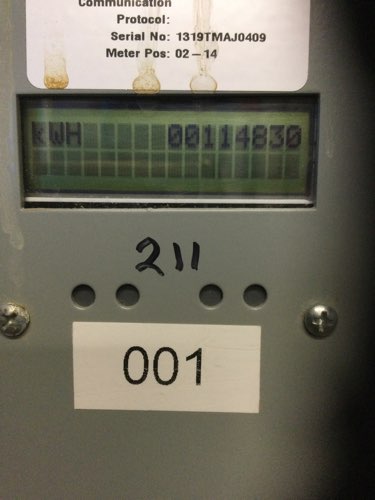 Communication
Protocol:
Serial No: 1319TMAJ0409
Meter Pos: 02-14
kWH 00114830
211
001